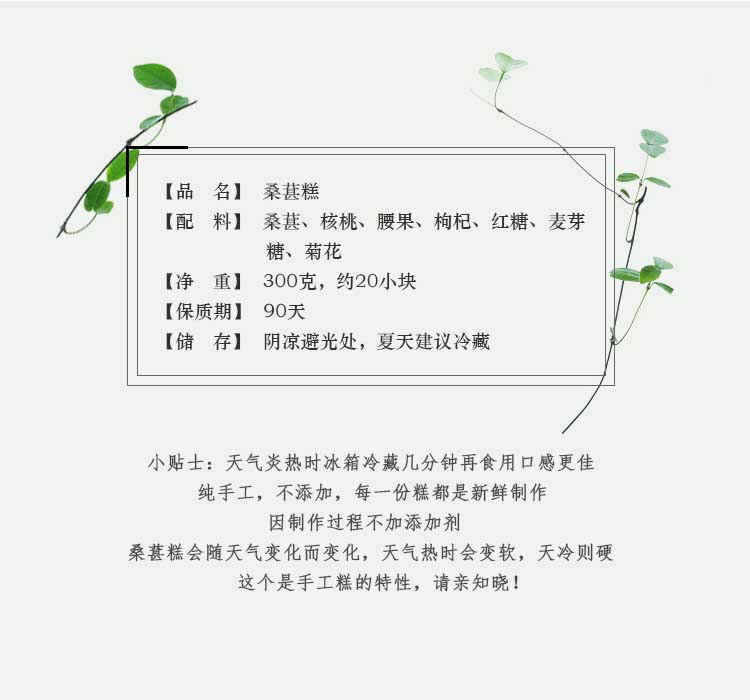 【品　名】 桑葚糕
【配　料】 桑葚、核桃、腰果、枸杞、红糖、麦芽
糖、菊花
【净　重】 300克，约20小块
【保质期】 90天
【储　存】 阴凉避光处，夏天建议冷藏
小贴士：天气炎热时冰箱冷藏几分钟再食用口感更佳
纯手工，不添加，每一份糕都是新鲜制作
因制作过程不加添加剂
桑葚糕会随天气变化而变化，天气热时会变软，天冷则硬
这个是手工糕的特性，请亲知晓！